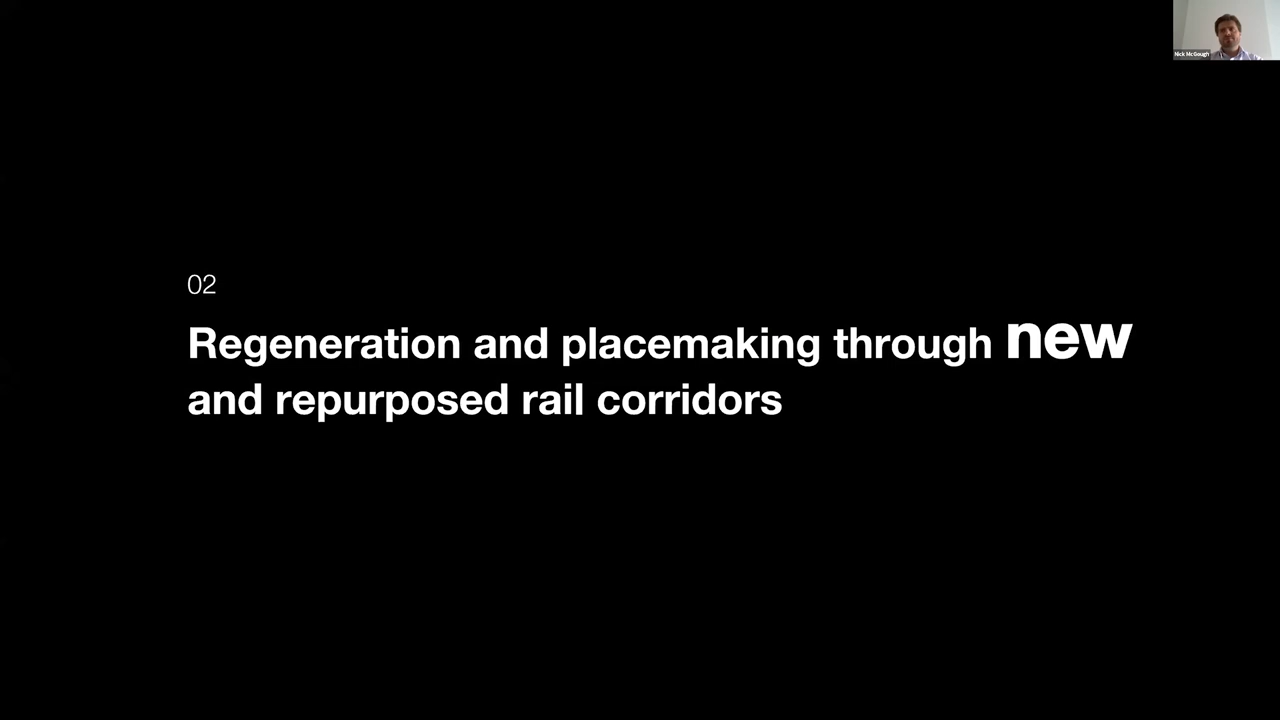 Nick McGough
02
Regeneration and placemaking through new
and repurposed rail corridors